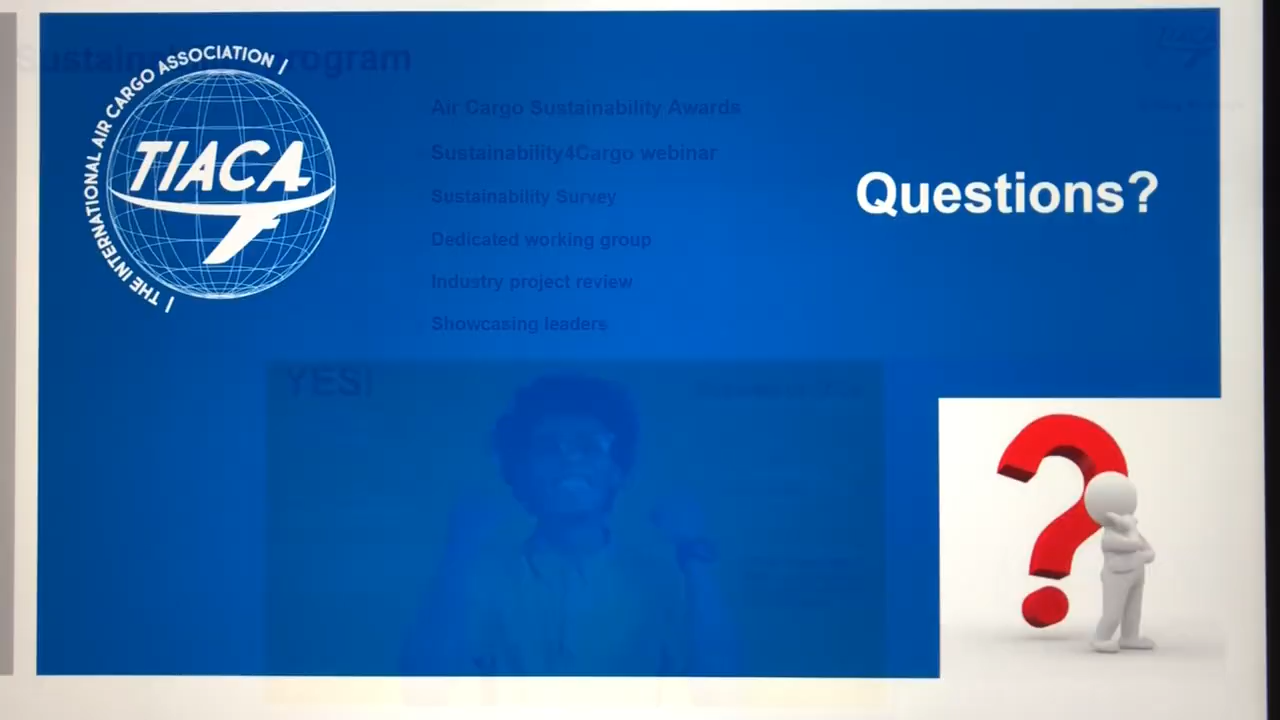 Sustainability program
| THE INTERNATIONAL AIR CARGO ASSOCIATION |
TIACA
Air Cargo Sustainability Awards
Sustainability4Cargo webinar
Sustainability Survey
Dedicated working group
Industry project review
Showcasing leaders
Questions?
YES!